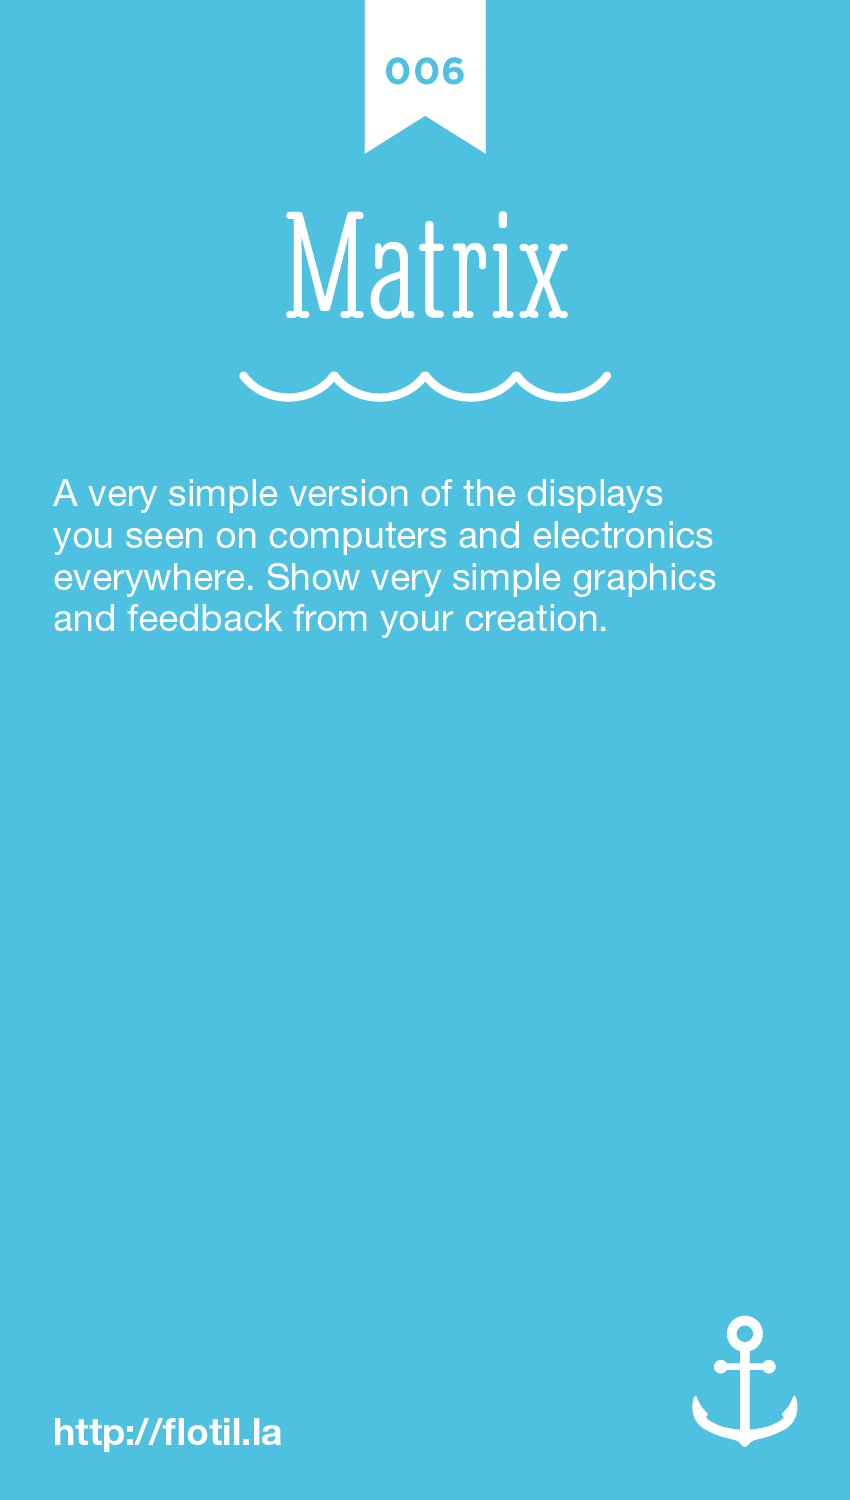 006
Matrix
A very simple version of the displays
you seen on computers and electronics
everywhere. Show very simple graphics
and feedback from your creation.
http://flotil.la